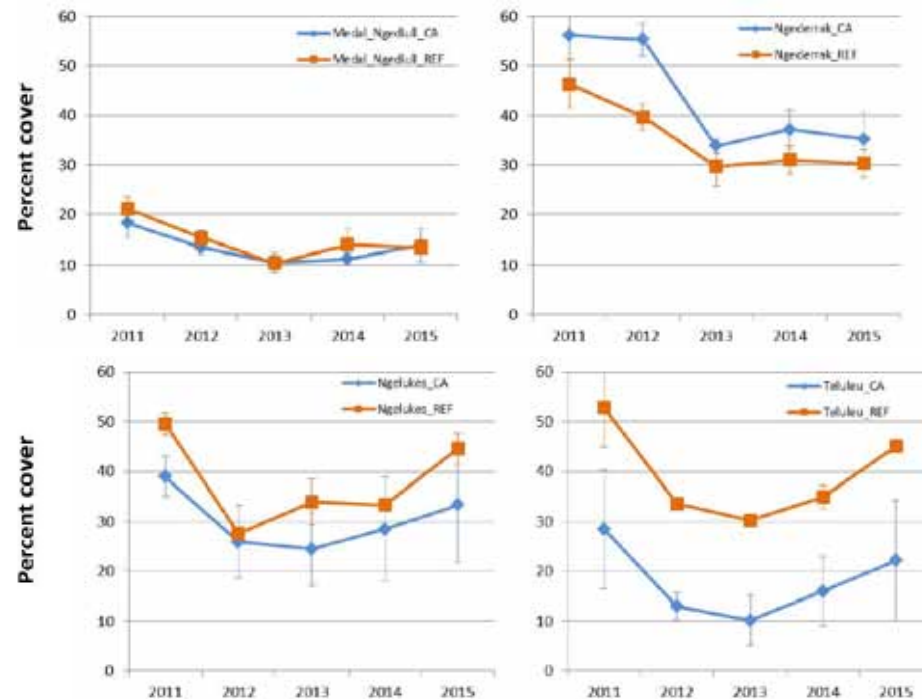 Percent cover
60
50
40
30
20
10
0
Medal_Ngediull_CA
Medal_Ngediull_REF
2011 2012 2013 2014 2015
60
50
40
30
20
10
0
Ngederrak_CA
Ngederrak_REF
2011 2012 2013 2014 2015
Percent cover
60
50
40
30
20
10
0
Ngelukes_CA
Ngelukes_REF
2011 2012 2013 2014 2015
60
50
40
30
20
10
0
Teluleu_CA
Teluleu_REF
2011 2012 2013 2014 2015